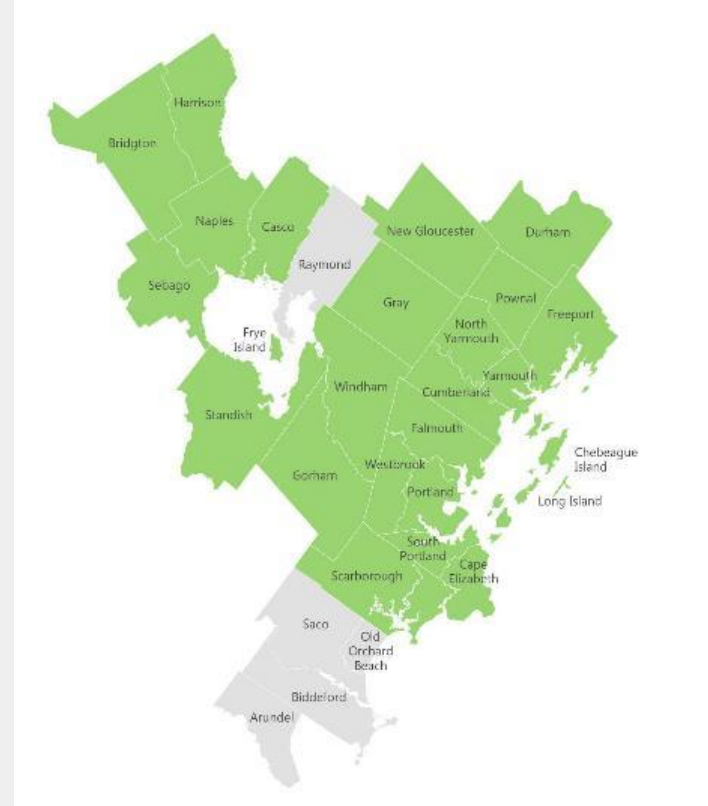 Harrison
Bridgton
Naples
Casco
New Gloucester
Durham
Raymond
Sebago
Gray
Pownal
Freeport
North
Yarmouth
Frye
Island
Yarmouth
Windham
Cumberland
Standish
Falmouth
Chebeague
Island
Westbrook
Gorham
Portland
Long Island
South
Portland
Cape
Elizabeth
Scarborough
Saco
Old
Orchard
Beach
Biddeford
Arundel